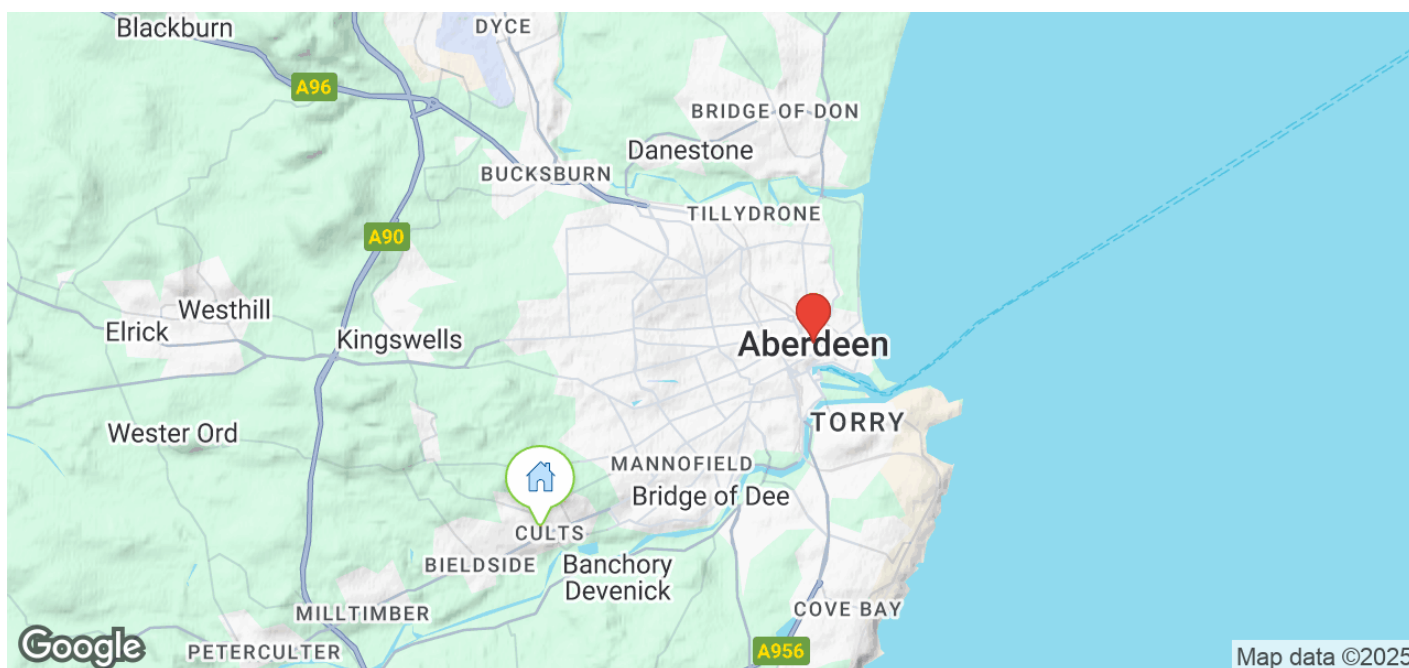 Blackburn
DYCE
A96
BRIDGE OF DON
Danestone
BUCKSBURN
TILLYDRONE
A90
Westhill
Elrick
Kingswells
Aberdeen
TORRY
Wester Ord
MANNOFIELD
Bridge of Dee
CULTS
BIELDSIDE
Banchory
Devenick
MILLTIMBER
COVE BAY
PETERCULTER
A956
Google
Map data ©2025